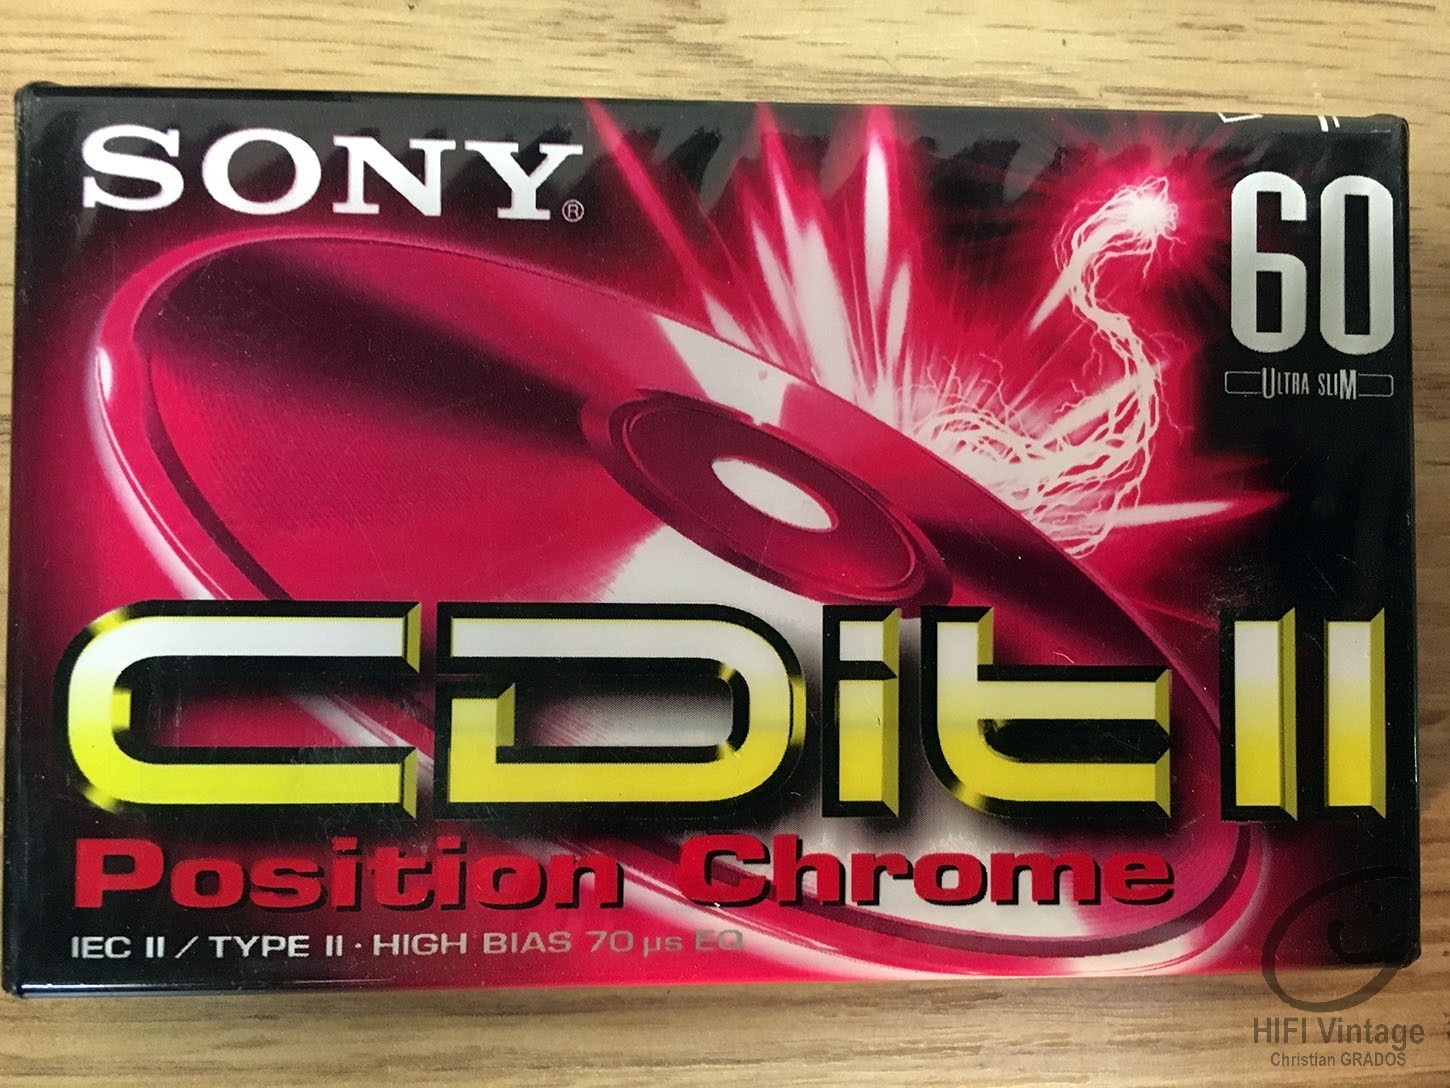 SONY®
60
ULTRA SLIM
CDit II
Position Chrome
IEC II / TYPE II · HIGH BIAS 70 µs EQ
HIFI Vintage
Christian GRADOS